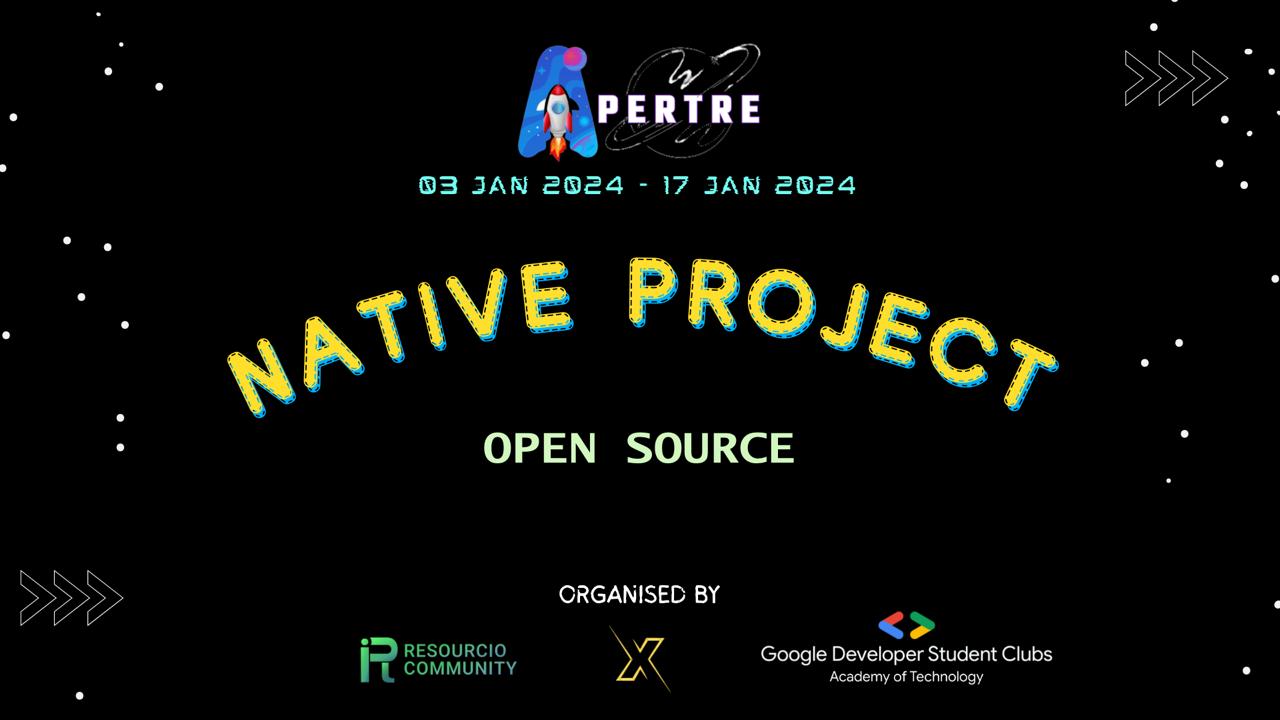 APERTRE
03 JAN 2024 - 17 JAN 2024
NATIVE PROJECT
OPEN SOURCE
ORGANISED BY
RESOURCIO
COMMUNITY
X
Google Developer Student Clubs
Academy of Technology